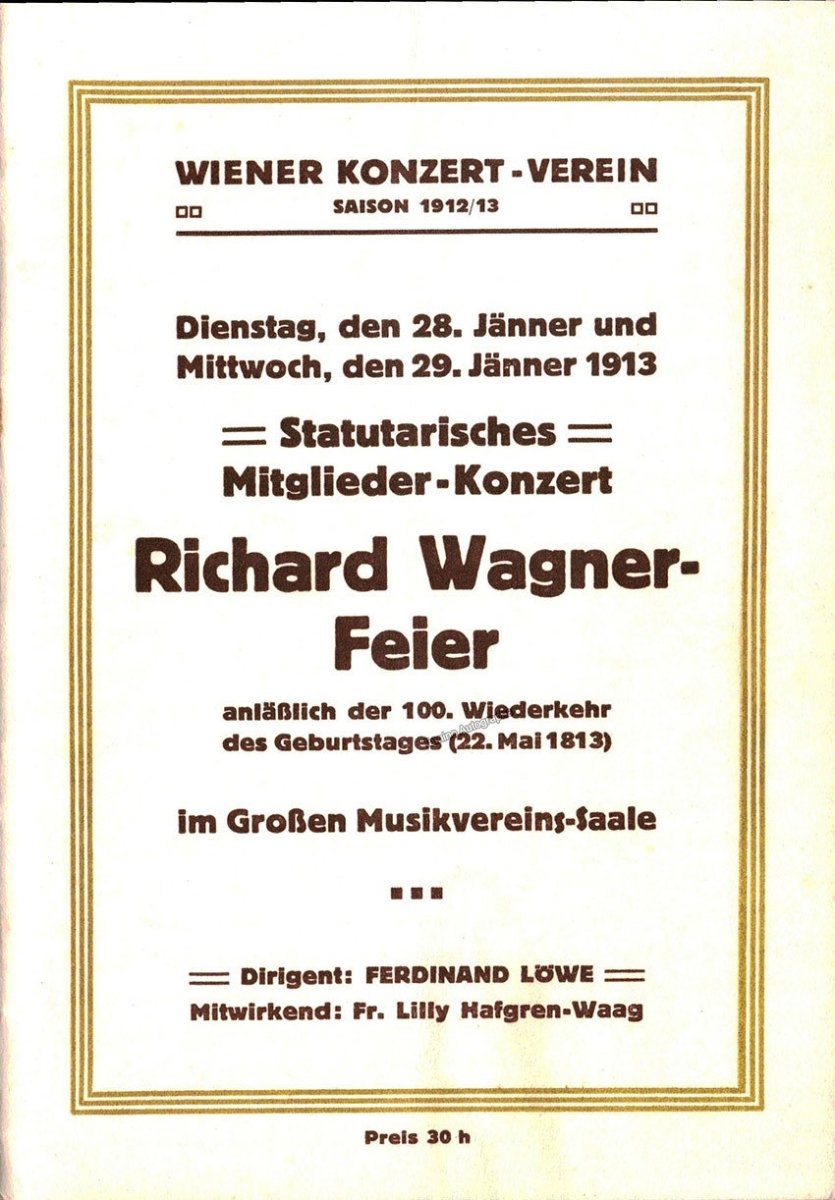 WIENER KONZERT-VEREIN
SAISON 1912/13
Dienstag, den 28. Jänner und
Mittwoch, den 29. Jänner 1913
Statutarisches
Mitglieder-Konzert
Richard Wagner-
Feier
anläßlich der 100. Wiederkehr
des Geburtstages (22. Mai 1813)
im Großen Musikvereins-Saale
Dirigent: FERDINAND LÖWE
Mitwirkend: Fr. Lilly Hafgren-Waag
Preis 30 h